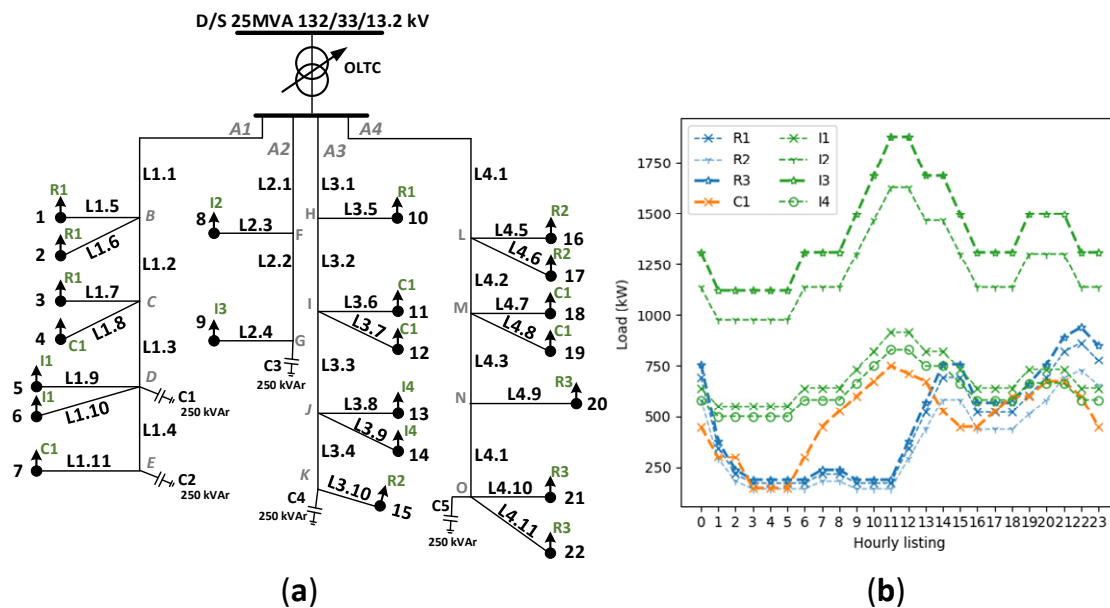 D/S 25MVA 132/33/13.2 kV
OLTC
A1
A2
A3
A4
L1.1
L2.1
L3.1
L4.1
R1
1
L1.5
B
R1
2
L1.6
I2
8
L2.3
F
H
L3.5
R1
10
L
L4.5
R2
16
L4.6
R2
17
L1.2
L2.2
L3.2
L4.2
R1
3
L1.7
C
4
C1
L1.8
I3
9
L2.4
G
C3
250 kVAr
I
L3.6
C1
11
L3.7
C1
12
M
L4.7
C1
18
L4.8
C1
19
L1.3
L3.3
L4.3
I1
5
L1.9
D
I1
6
L1.10
C1
250 kVAr
J
L3.8
I4
13
L3.9
I4
14
N
L4.9
R3
20
L1.4
L3.4
L4.1
C1
7
L1.11
E
C2
250 kVAr
K
C4
250 kVAr
L3.10
R2
15
O
C5
250 kVAr
L4.10
R3
21
L4.11
R3
22
(a)
R1
R2
R3
C1
I1
I2
I3
I4
1750
1500
1250
1000
750
500
250
Load (kW)
0 1 2 3 4 5 6 7 8 9 10 11 12 13 14 15 16 17 18 19 20 21 22 23
Hourly listing
(b)